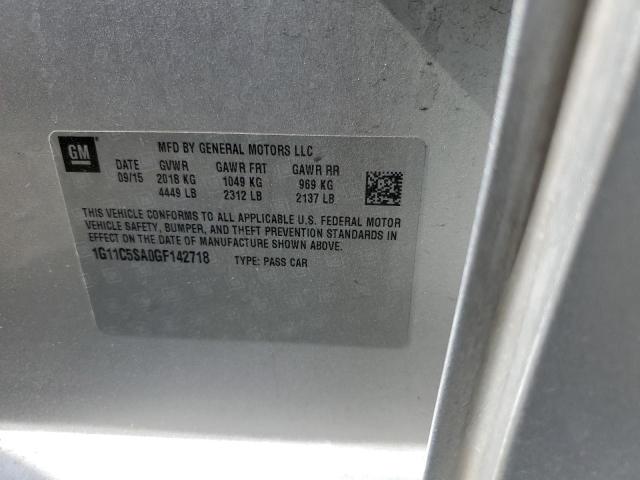 GM
MFD BY GENERAL MOTORS LLC
DATE GVWR GAWR FRT GAWR RR
09/15 2018 KG 1049 KG 969 KG
4449 LB 2312 LB 2137 LB
THIS VEHICLE CONFORMS TO ALL APPLICABLE U.S. FEDERAL MOTOR
VEHICLE SAFETY, BUMPER, AND THEFT PREVENTION STANDARDS IN
EFFECT ON THE DATE OF MANUFACTURE SHOWN ABOVE.
1G11C5SA0GF142718 TYPE: PASS CAR